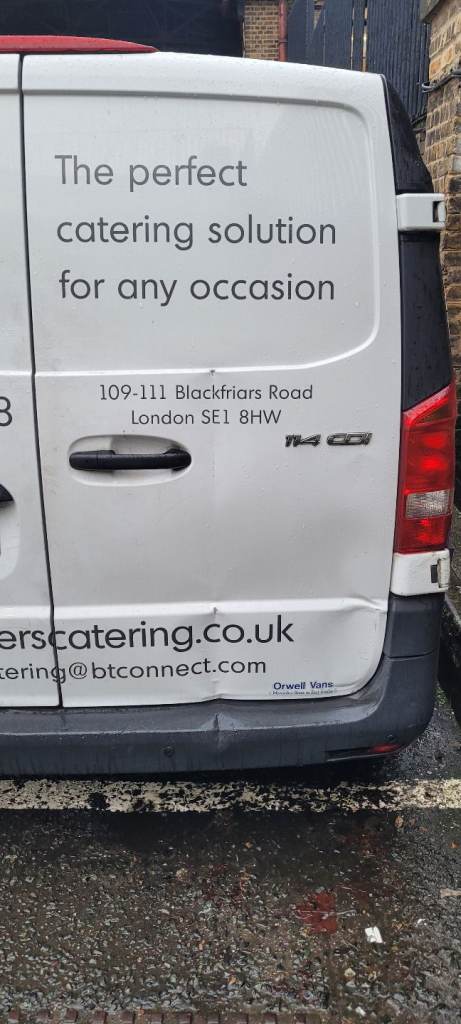 The perfect
catering solution
for any occasion
8
109-111 Blackfriars Road
London SE1 8HW
114 CDI
erscatering.co.uk
tering@btconnect.com
Orwell Vans